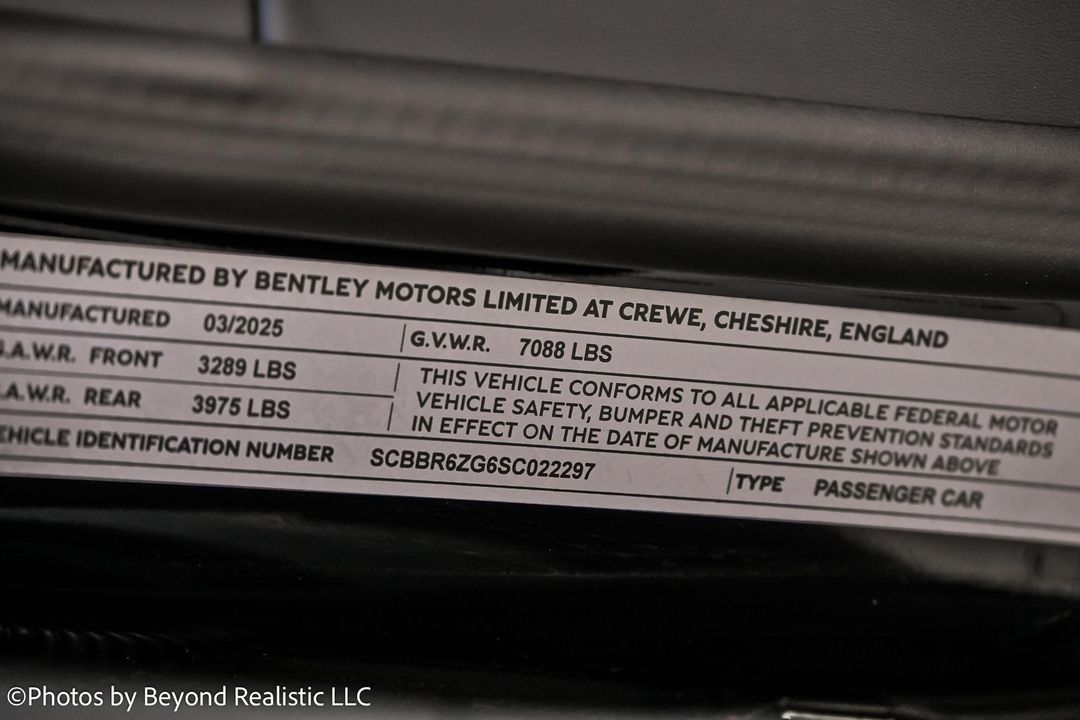 MANUFACTURED BY BENTLEY MOTORS LIMITED AT CREWE, CHESHIRE, ENGLAND
MANUFACTURED 03/2025
G.V.W.R. 7088 LBS
G.A.W.R. FRONT 3289 LBS
.A.W.R. REAR 3975 LBS
THIS VEHICLE CONFORMS TO ALL APPLICABLE FEDERAL MOTOR
VEHICLE SAFETY, BUMPER AND THEFT PREVENTION STANDARDS
IN EFFECT ON THE DATE OF MANUFACTURE SHOWN ABOVE
EHICLE IDENTIFICATION NUMBER SCBBR6ZG6SC022297
TYPE PASSENGER CAR
©Photos by Beyond Realistic LLC